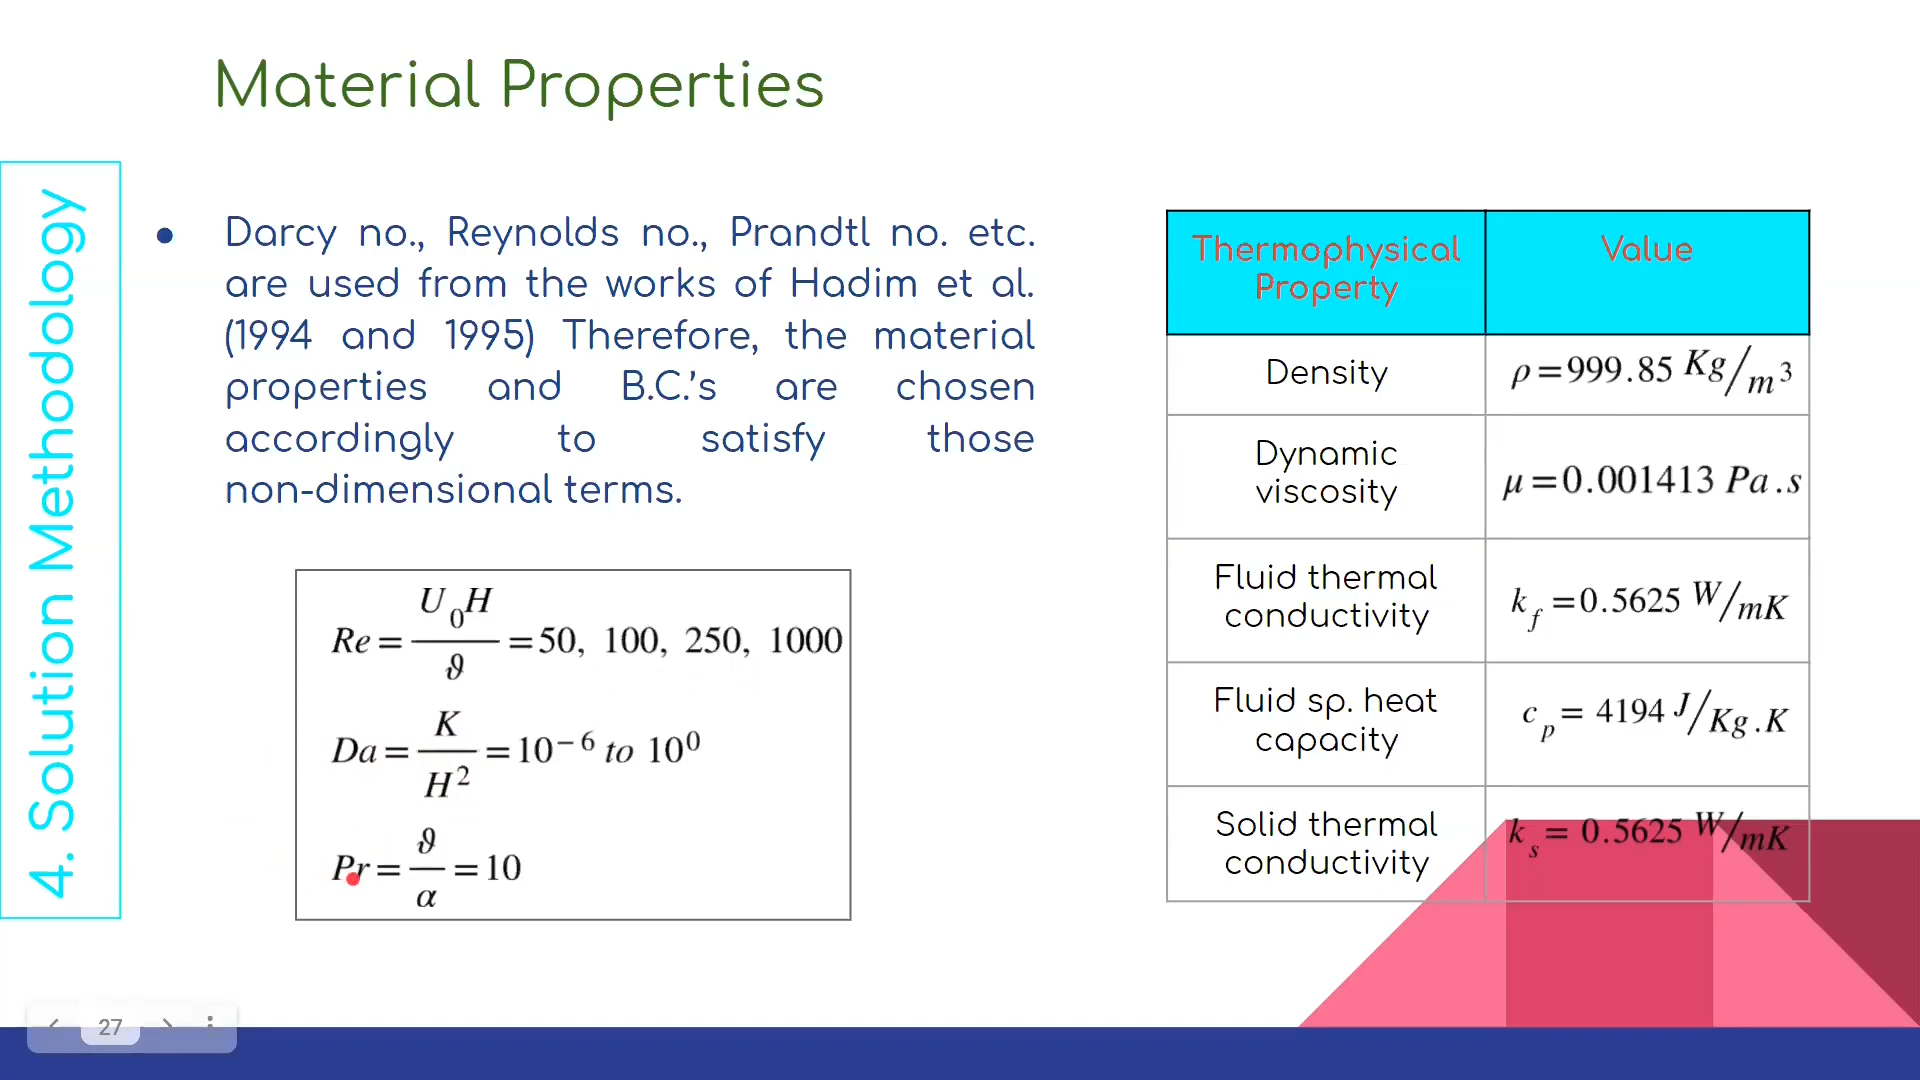 Material Properties
4. Solution Methodology
● Darcy no., Reynolds no., Prandtl no. etc.
are used from the works of Hadim et al.
(1994 and 1995) Therefore, the material
properties and B.C.'s are chosen
accordingly to satisfy those
non-dimensional terms.
Re = U₀H / ϑ = 50, 100, 250, 1000
Da = K / H² = 10⁻⁶ to 10⁰
Pr = ϑ / α = 10
Thermophysical Property Value
Density ρ = 999.85 Kg/m³
Dynamic viscosity μ = 0.001413 Pa.s
Fluid thermal conductivity k_f = 0.5625 W/mK
Fluid sp. heat capacity c_p = 4194 J/Kg.K
Solid thermal conductivity k_s = 0.5625 W/mK
27